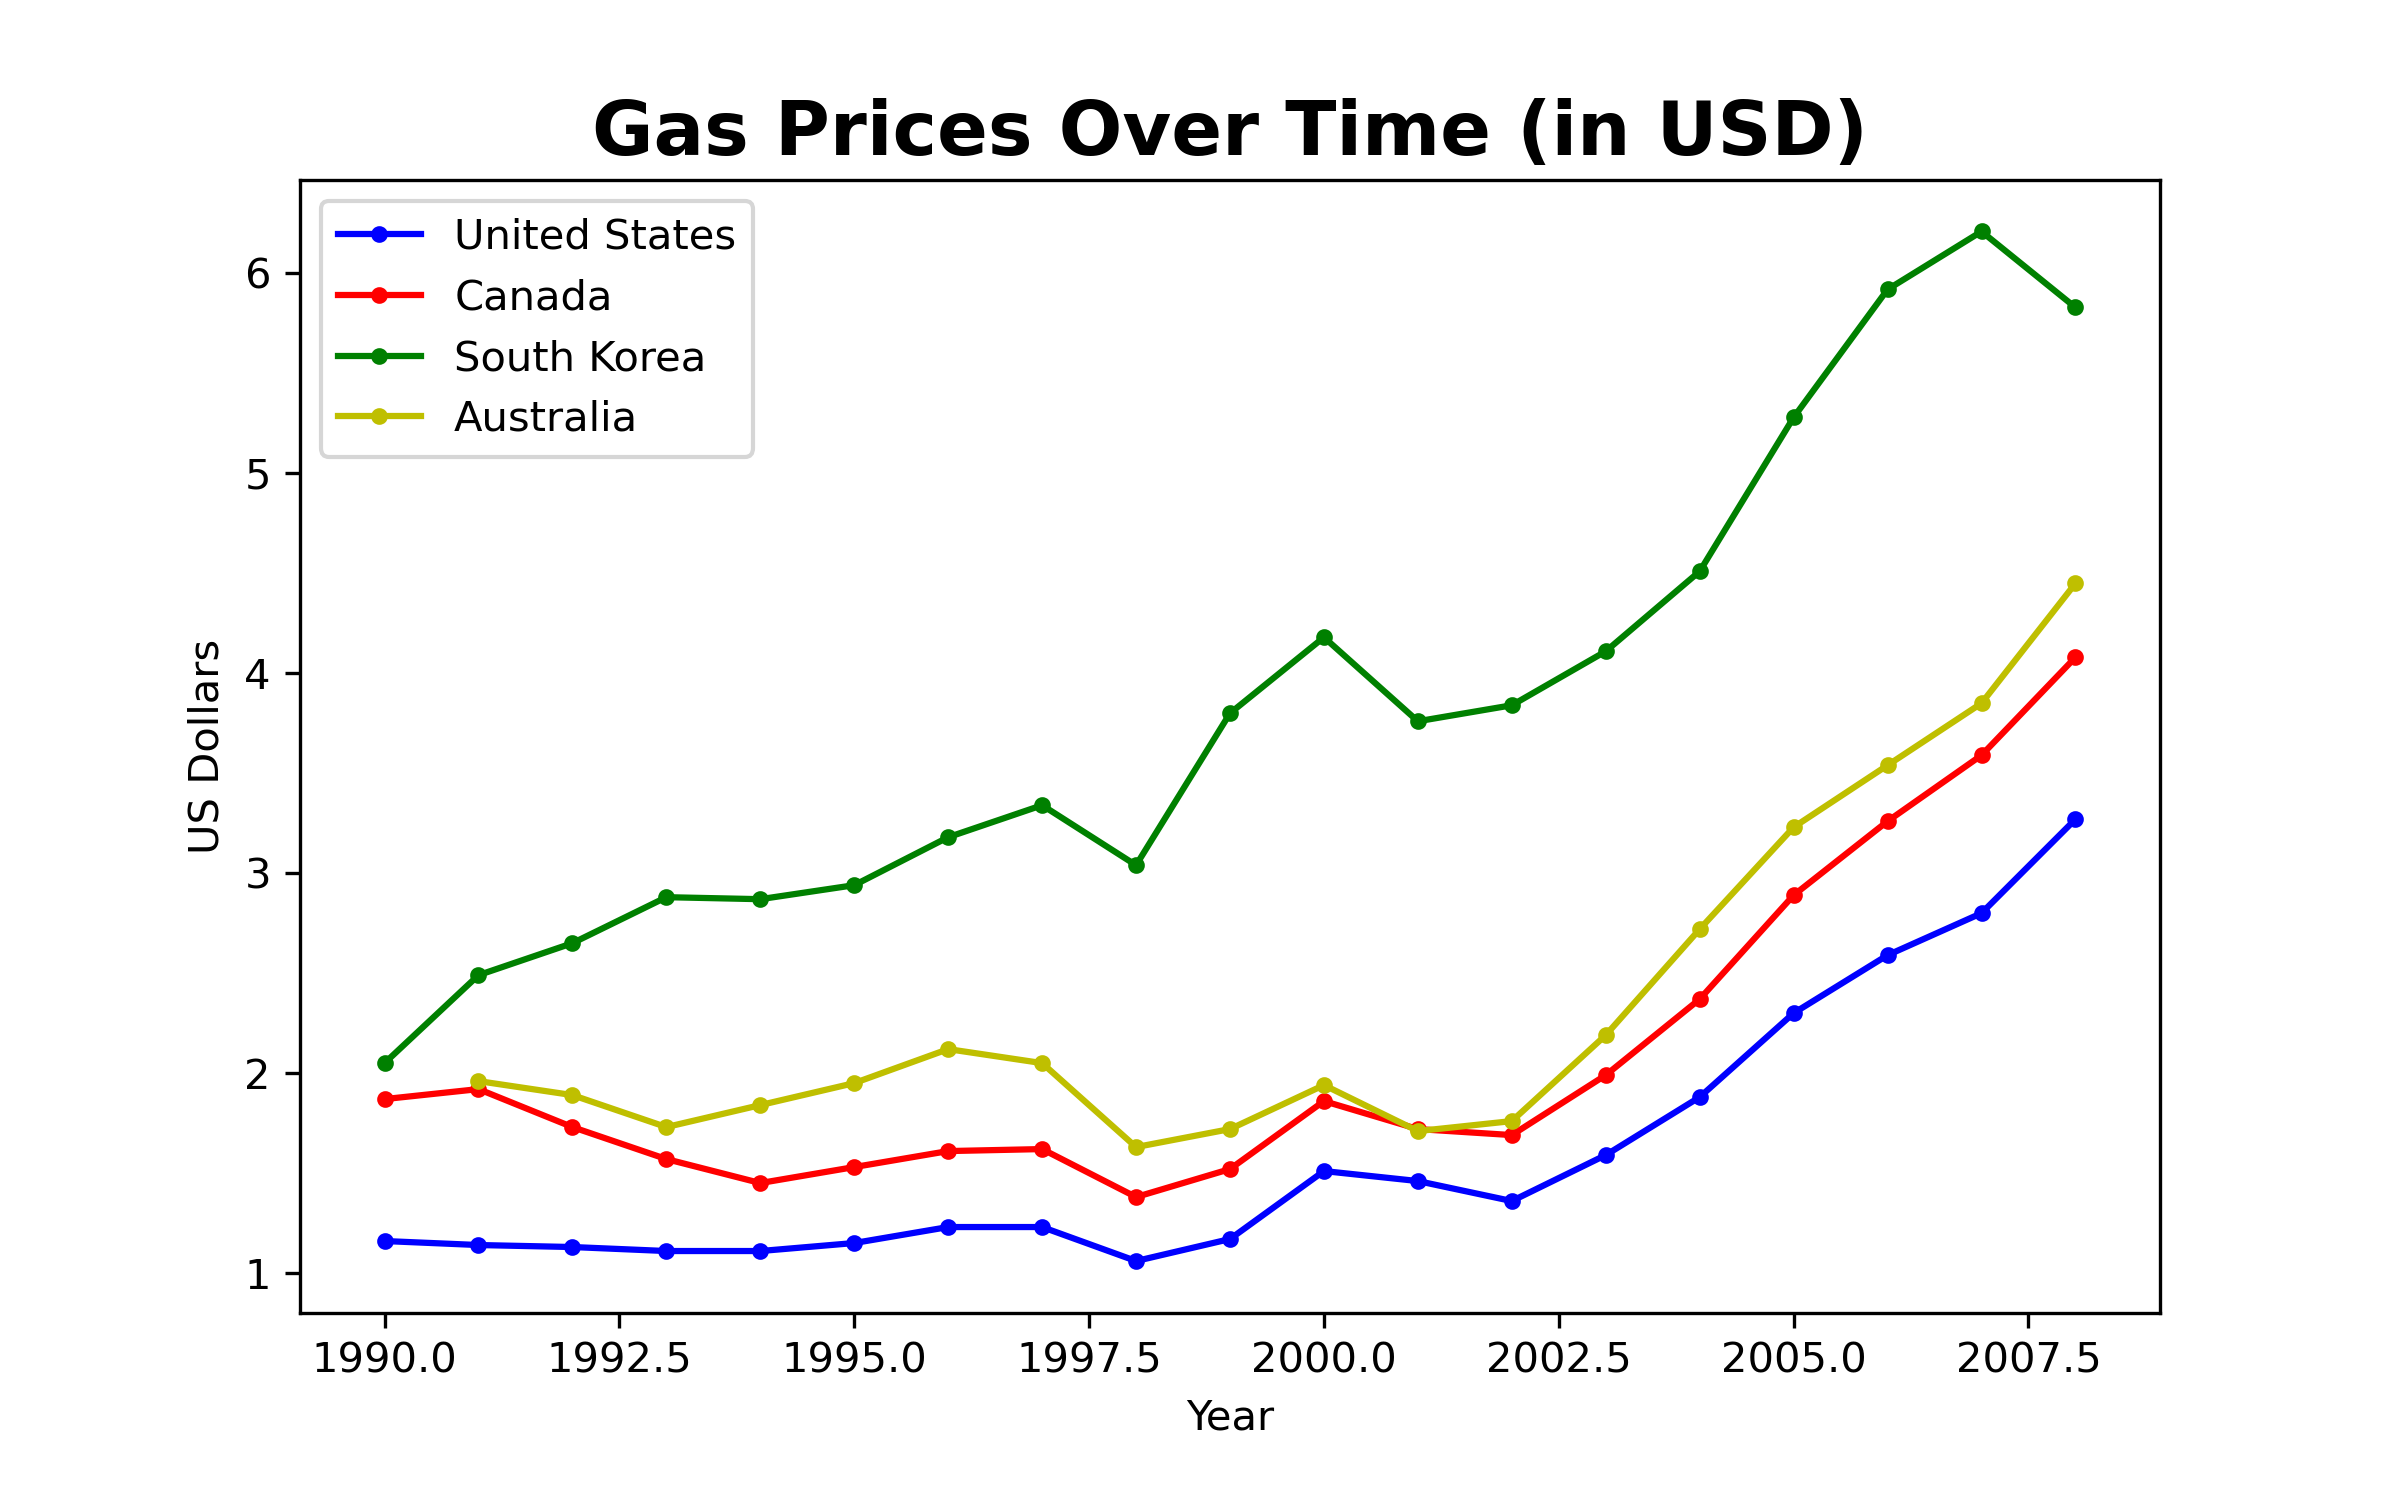 Gas Prices Over Time (in USD)
United States
Canada
South Korea
Australia
US Dollars
6
5
4
3
2
1
1990.0 1992.5 1995.0 1997.5 2000.0 2002.5 2005.0 2007.5
Year